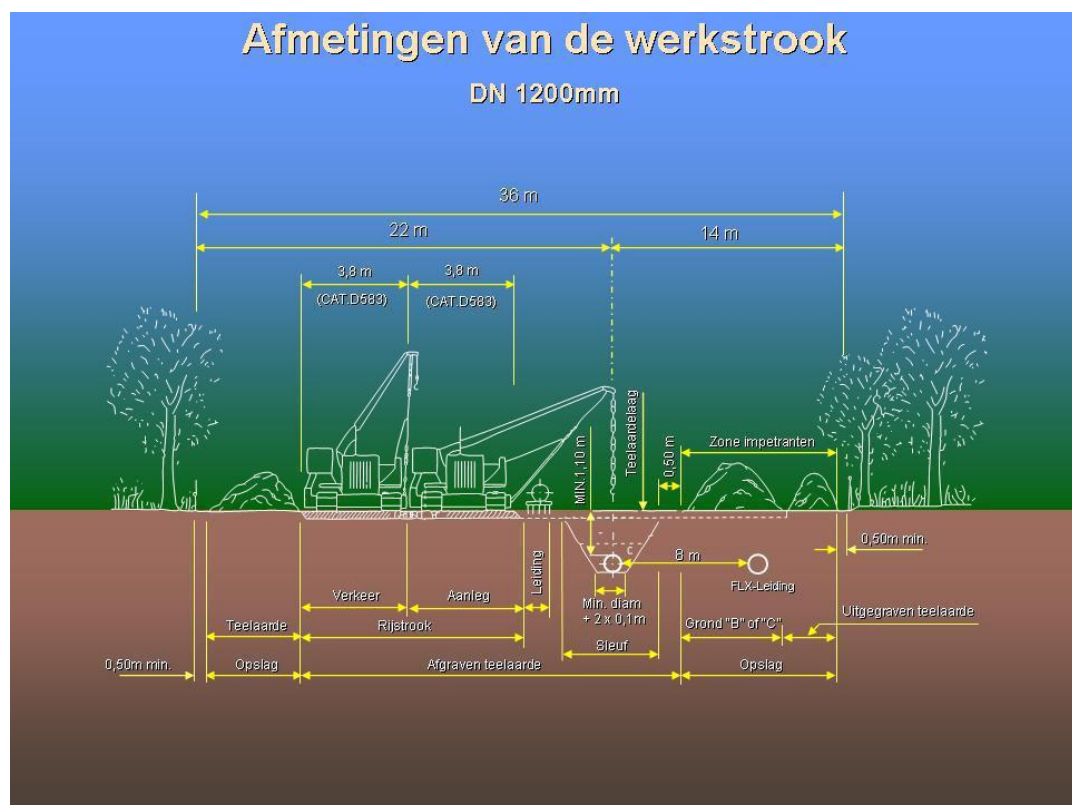 Afmetingen van de werkstrook
DN 1200mm
36 m
22 m
14 m
3,8 m
3,8 m
(CAT.D583)
(CAT.D583)
MIN.1,10 m
Teelaardelaag
0,50 m
Zone impetranten
C
8 m
0,50m min.
FLX-Leiding
Leiding
Verkeer
Aanleg
Min. diam
+ 2 x 0,1m
Uitgegraven teelaarde
Teelaarde
Rijstrook
Grond "B" of "C"
Sleuf
0,50m min.
Opslag
Afgraven teelaarde
Opslag